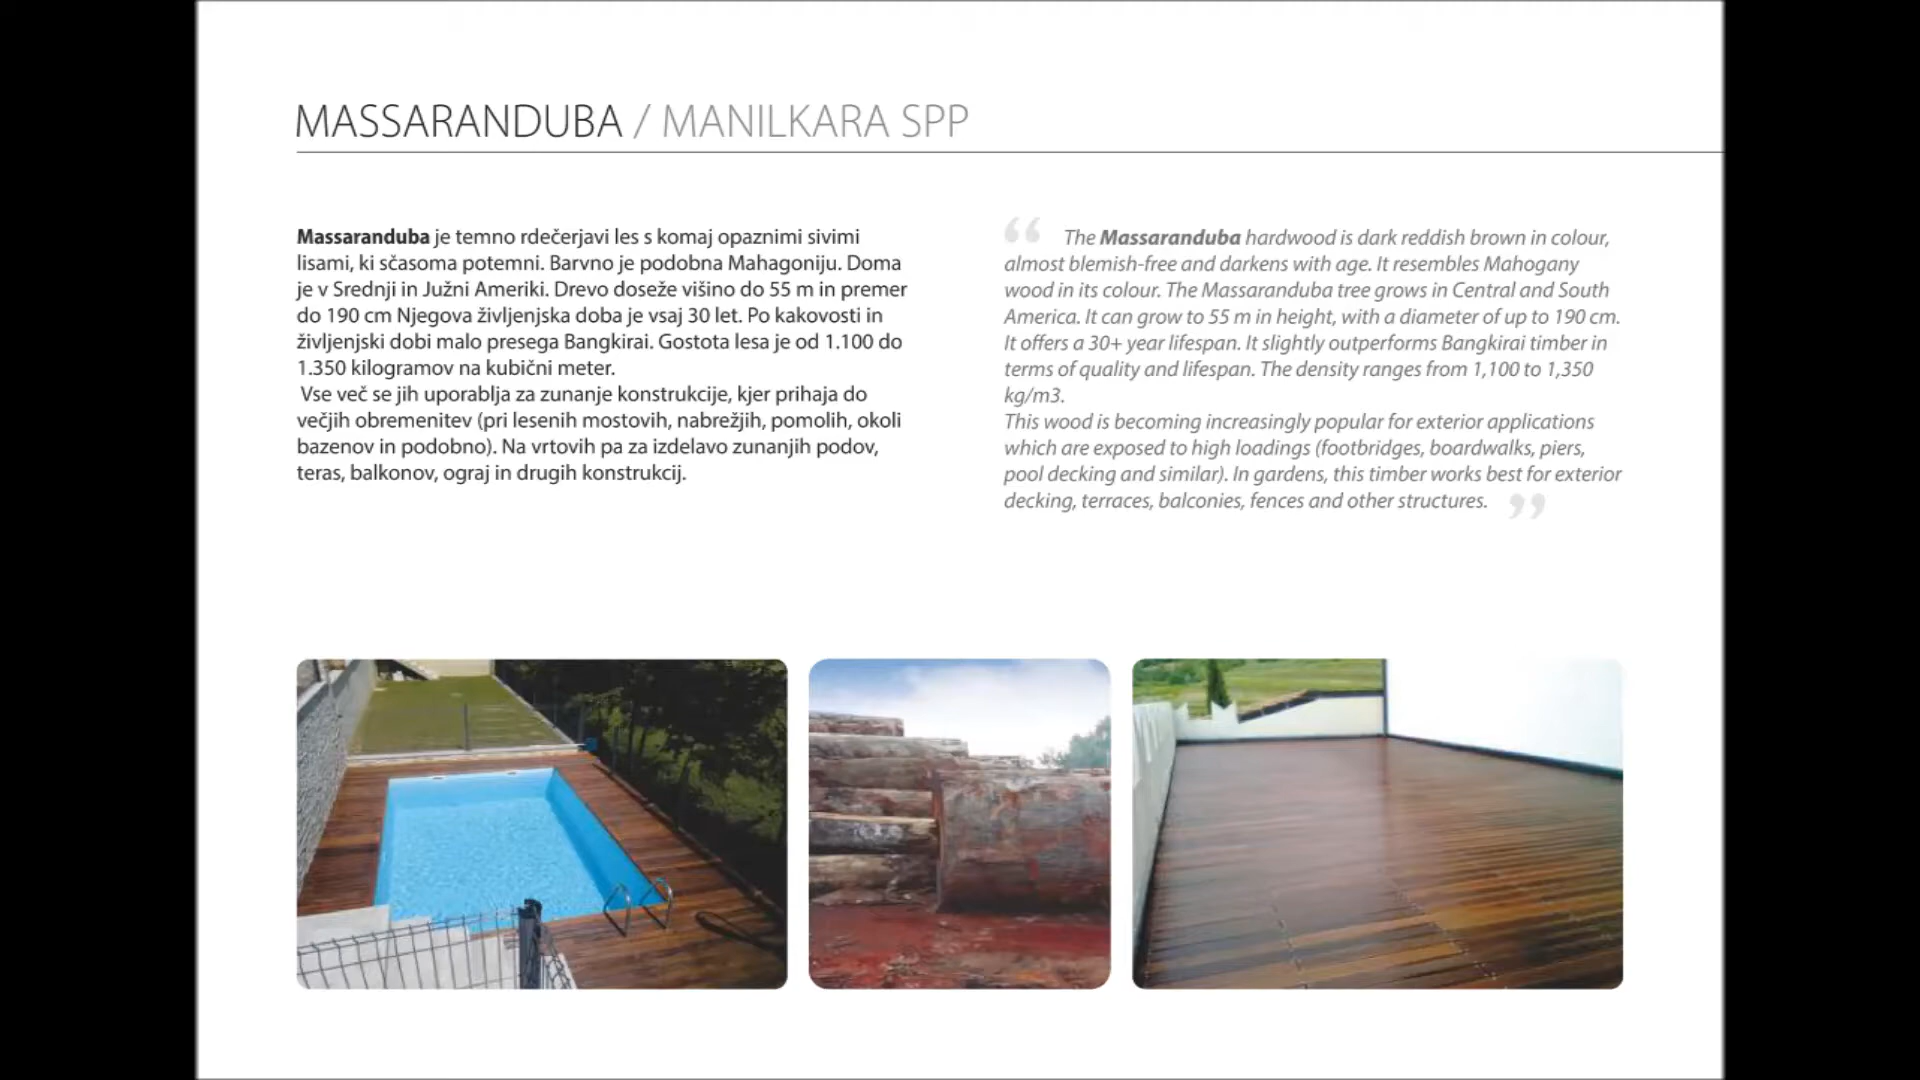 MASSARANDUBA / MANILKARA SPP
Massaranduba je temno rdečerjavi les s komaj opaznimi sivimi
lisami, ki sčasoma potemni. Barvno je podobna Mahagoniju. Doma
je v Srednji in Južni Ameriki. Drevo doseže višino do 55 m in premer
do 190 cm Njegova življenjska doba je vsaj 30 let. Po kakovosti in
življenjski dobi malo presega Bangkirai. Gostota lesa je od 1.100 do
1.350 kilogramov na kubični meter.
Vse več se jih uporablja za zunanje konstrukcije, kjer prihaja do
večjih obremenitev (pri lesenih mostovih, nabrežjih, pomolih, okoli
bazenov in podobno). Na vrtovih pa za izdelavo zunanjih podov,
teras, balkonov, ograj in drugih konstrukcij.
“ The Massaranduba hardwood is dark reddish brown in colour,
almost blemish-free and darkens with age. It resembles Mahogany
wood in its colour. The Massaranduba tree grows in Central and South
America. It can grow to 55 m in height, with a diameter of up to 190 cm.
It offers a 30+ year lifespan. It slightly outperforms Bangkirai timber in
terms of quality and lifespan. The density ranges from 1,100 to 1,350
kg/m3.
This wood is becoming increasingly popular for exterior applications
which are exposed to high loadings (footbridges, boardwalks, piers,
pool decking and similar). In gardens, this timber works best for exterior
decking, terraces, balconies, fences and other structures. ”